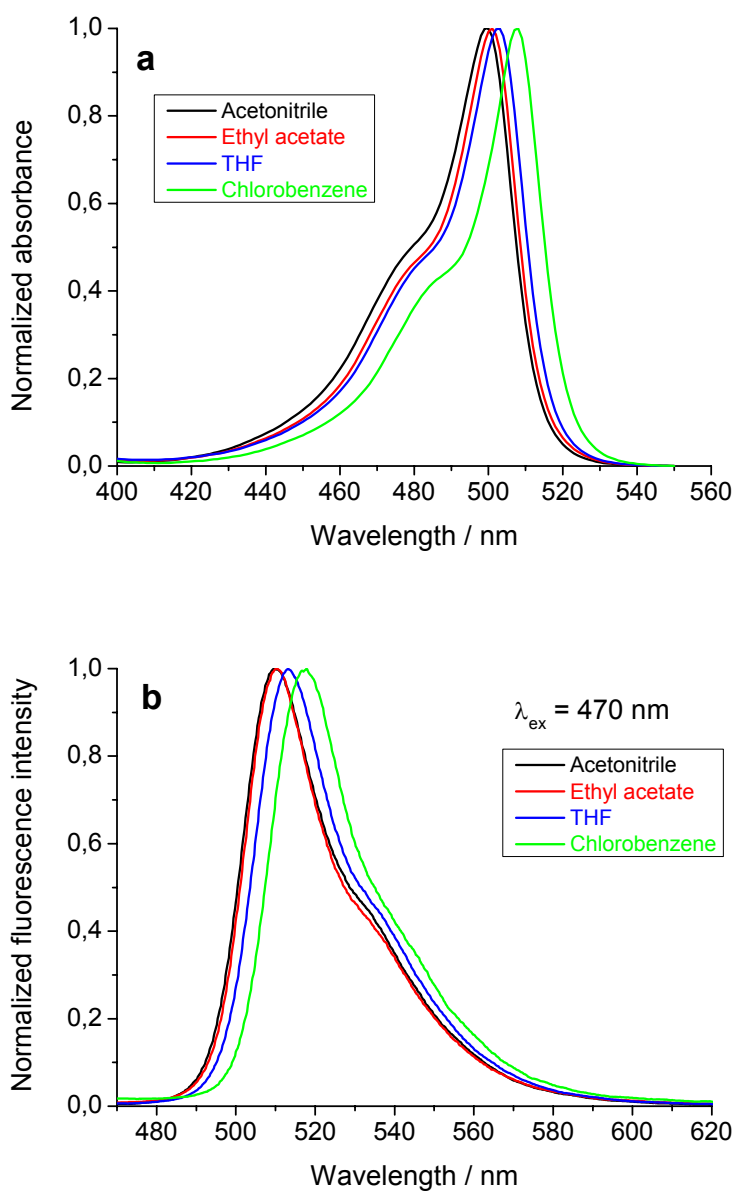 1,0
a
Acetonitrile
Ethyl acetate
THF
Chlorobenzene
0,8
0,6
0,4
0,2
0,0
400 420 440 460 480 500 520 540 560
Normalized absorbance
Wavelength / nm
1,0
b
λex = 470 nm
Acetonitrile
Ethyl acetate
THF
Chlorobenzene
0,8
0,6
0,4
0,2
0,0
480 500 520 540 560 580 600 620
Normalized fluorescence intensity
Wavelength / nm